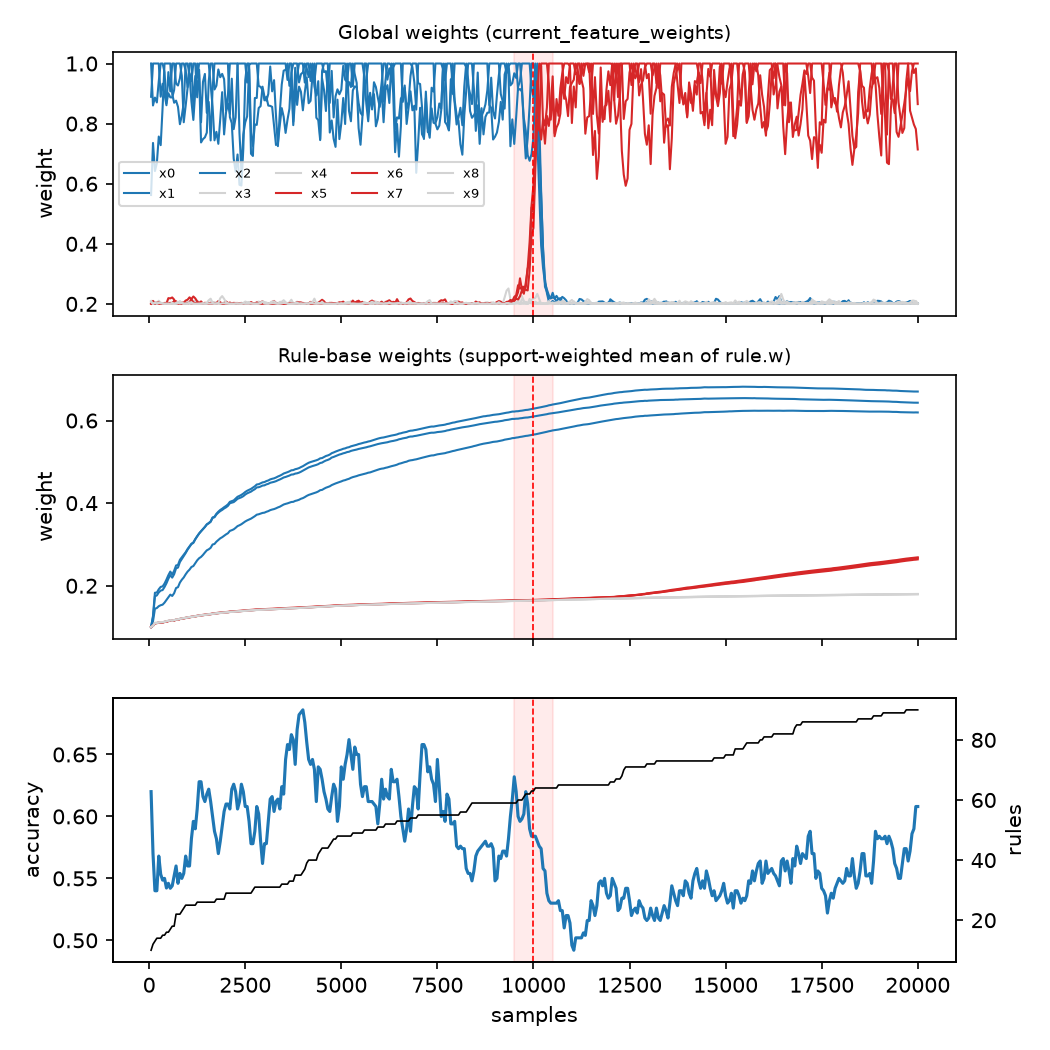 Global weights (current_feature_weights)
1.0
0.8
0.6
0.4
0.2
weight
x0 x2 x4 x6 x8
x1 x3 x5 x7 x9
Rule-base weights (support-weighted mean of rule.w)
0.6
0.4
0.2
weight
0.65
0.60
0.55
0.50
accuracy
80
60
40
20
rules
0 2500 5000 7500 10000 12500 15000 17500 20000
samples